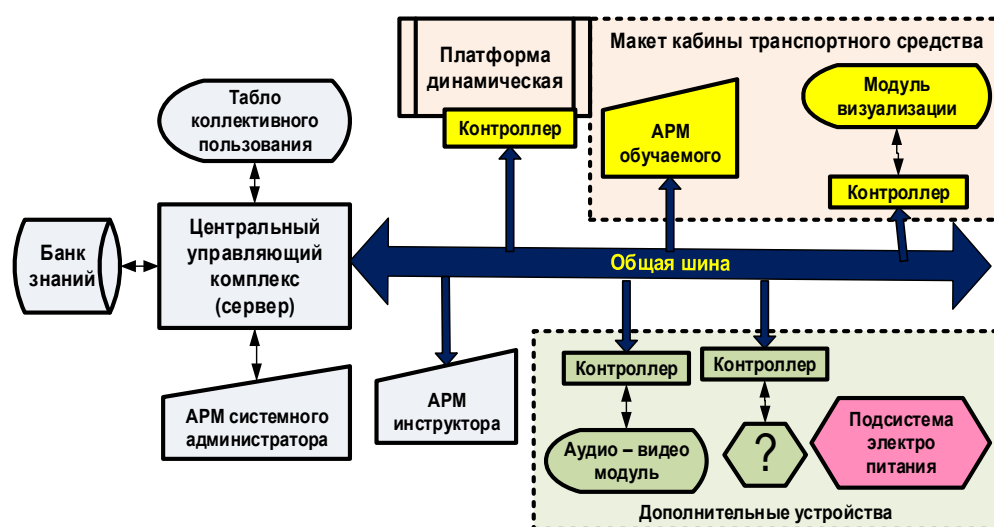 Платформа
динамическая
Контроллер
Макет кабины транспортного средства
АРМ
обучаемого
Модуль
визуализации
Контроллер
Табло
коллективного
пользования
Банк
знаний
Центральный
управляющий
комплекс
(сервер)
Общая шина
АРМ системного
администратора
АРМ
инструктора
Контроллер
Контроллер
Аудио – видео
модуль
?
Подсистема
электро
питания
Дополнительные устройства